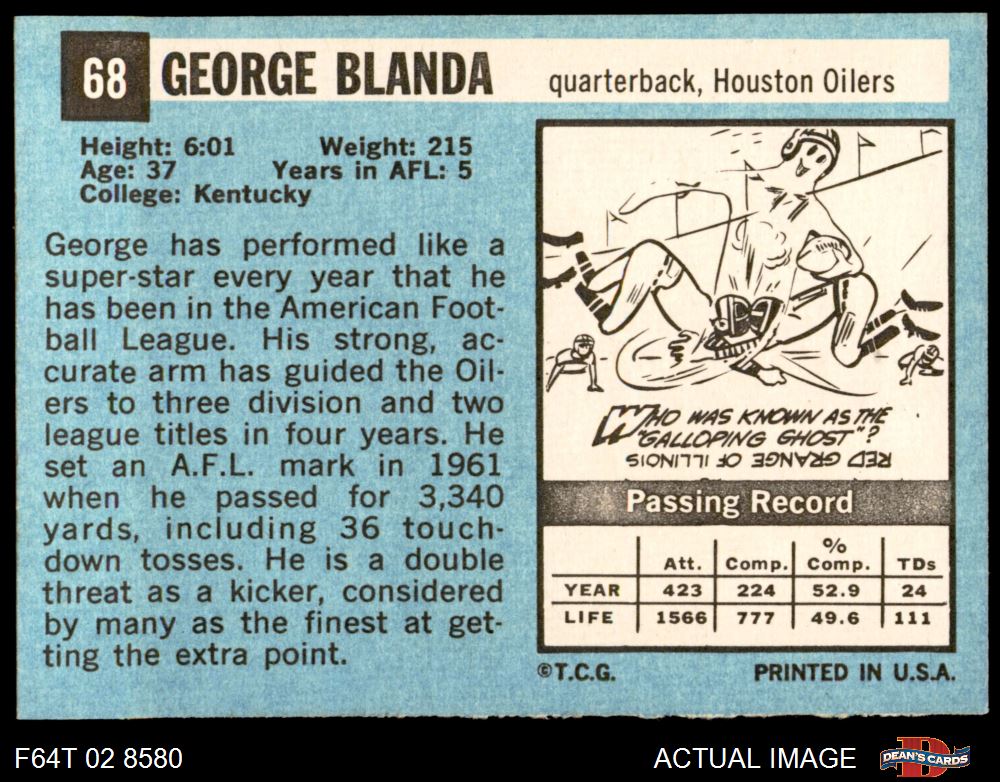 68 GEORGE BLANDA quarterback, Houston Oilers
Height: 6:01 Weight: 215
Age: 37 Years in AFL: 5
College: Kentucky
George has performed like a
super-star every year that he
has been in the American Foot-
ball League. His strong, ac-
curate arm has guided the Oil-
ers to three division and two
league titles in four years. He
set an A.F.L. mark in 1961
when he passed for 3,340
yards, including 36 touch-
down tosses. He is a double
threat as a kicker, considered
by many as the finest at get-
ting the extra point.
WHO WAS KNOWN AS THE
"GALLOPING GHOST"?
RED GRANGE OF ILLINOIS
Passing Record
Att. Comp. % Comp. TDs
YEAR 423 224 52.9 24
LIFE 1566 777 49.6 111
©T.C.G. PRINTED IN U.S.A.
F64T 02 8580 ACTUAL IMAGE DEAN'S CARDS